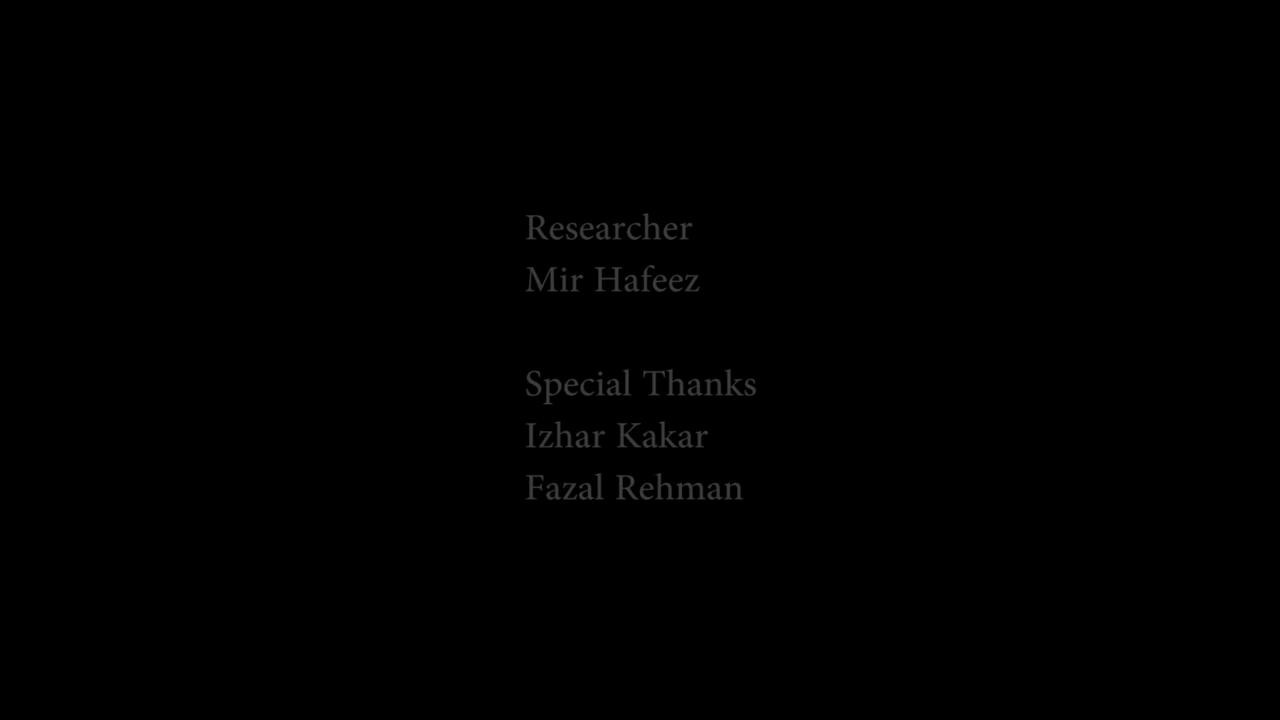 Researcher
Mir Hafeez
Special Thanks
Izhar Kakar
Fazal Rehman